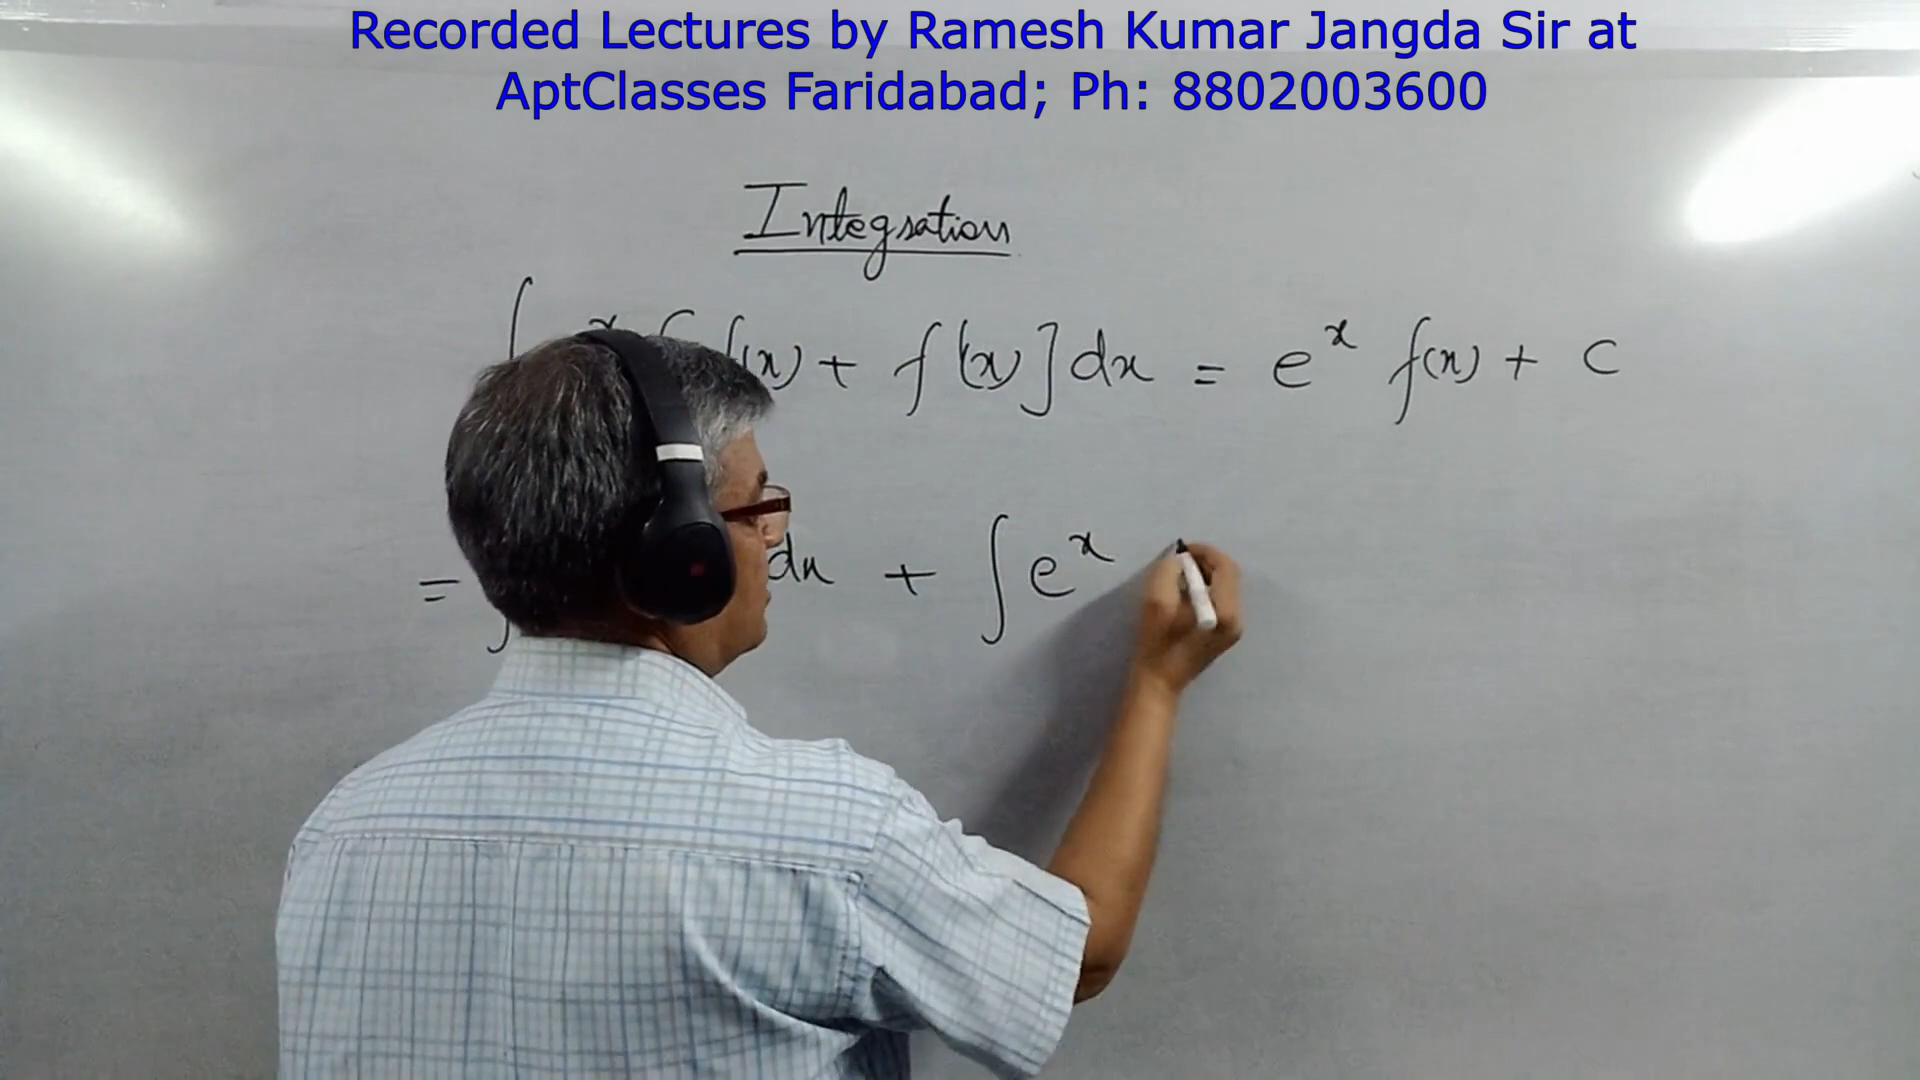 Recorded Lectures by Ramesh Kumar Jangda Sir at
AptClasses Faridabad; Ph: 8802003600
Integration
∫ x [ f(x) + f'(x) ] dx = e^x f(x) + c
= ∫ dx + ∫ e^x